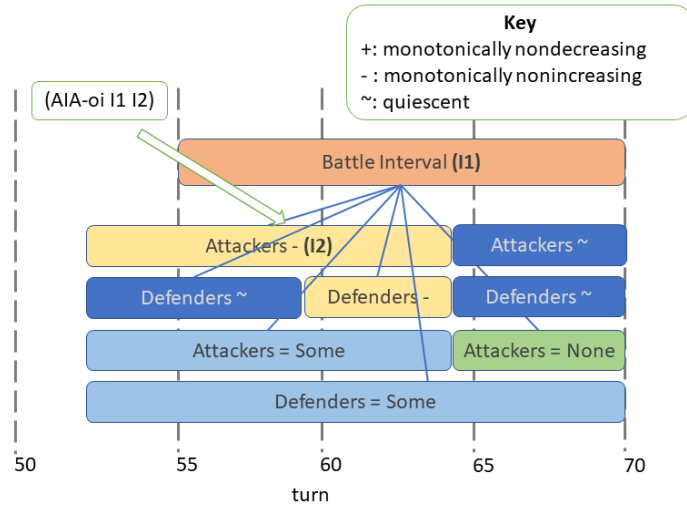 Key
+: monotonically nondecreasing
- : monotonically nonincreasing
~: quiescent
(AIA-oi I1 I2)
Battle Interval (I1)
Attackers - (I2)
Attackers ~
Defenders ~
Defenders -
Defenders ~
Attackers = Some
Attackers = None
Defenders = Some
50
55
60
65
70
turn